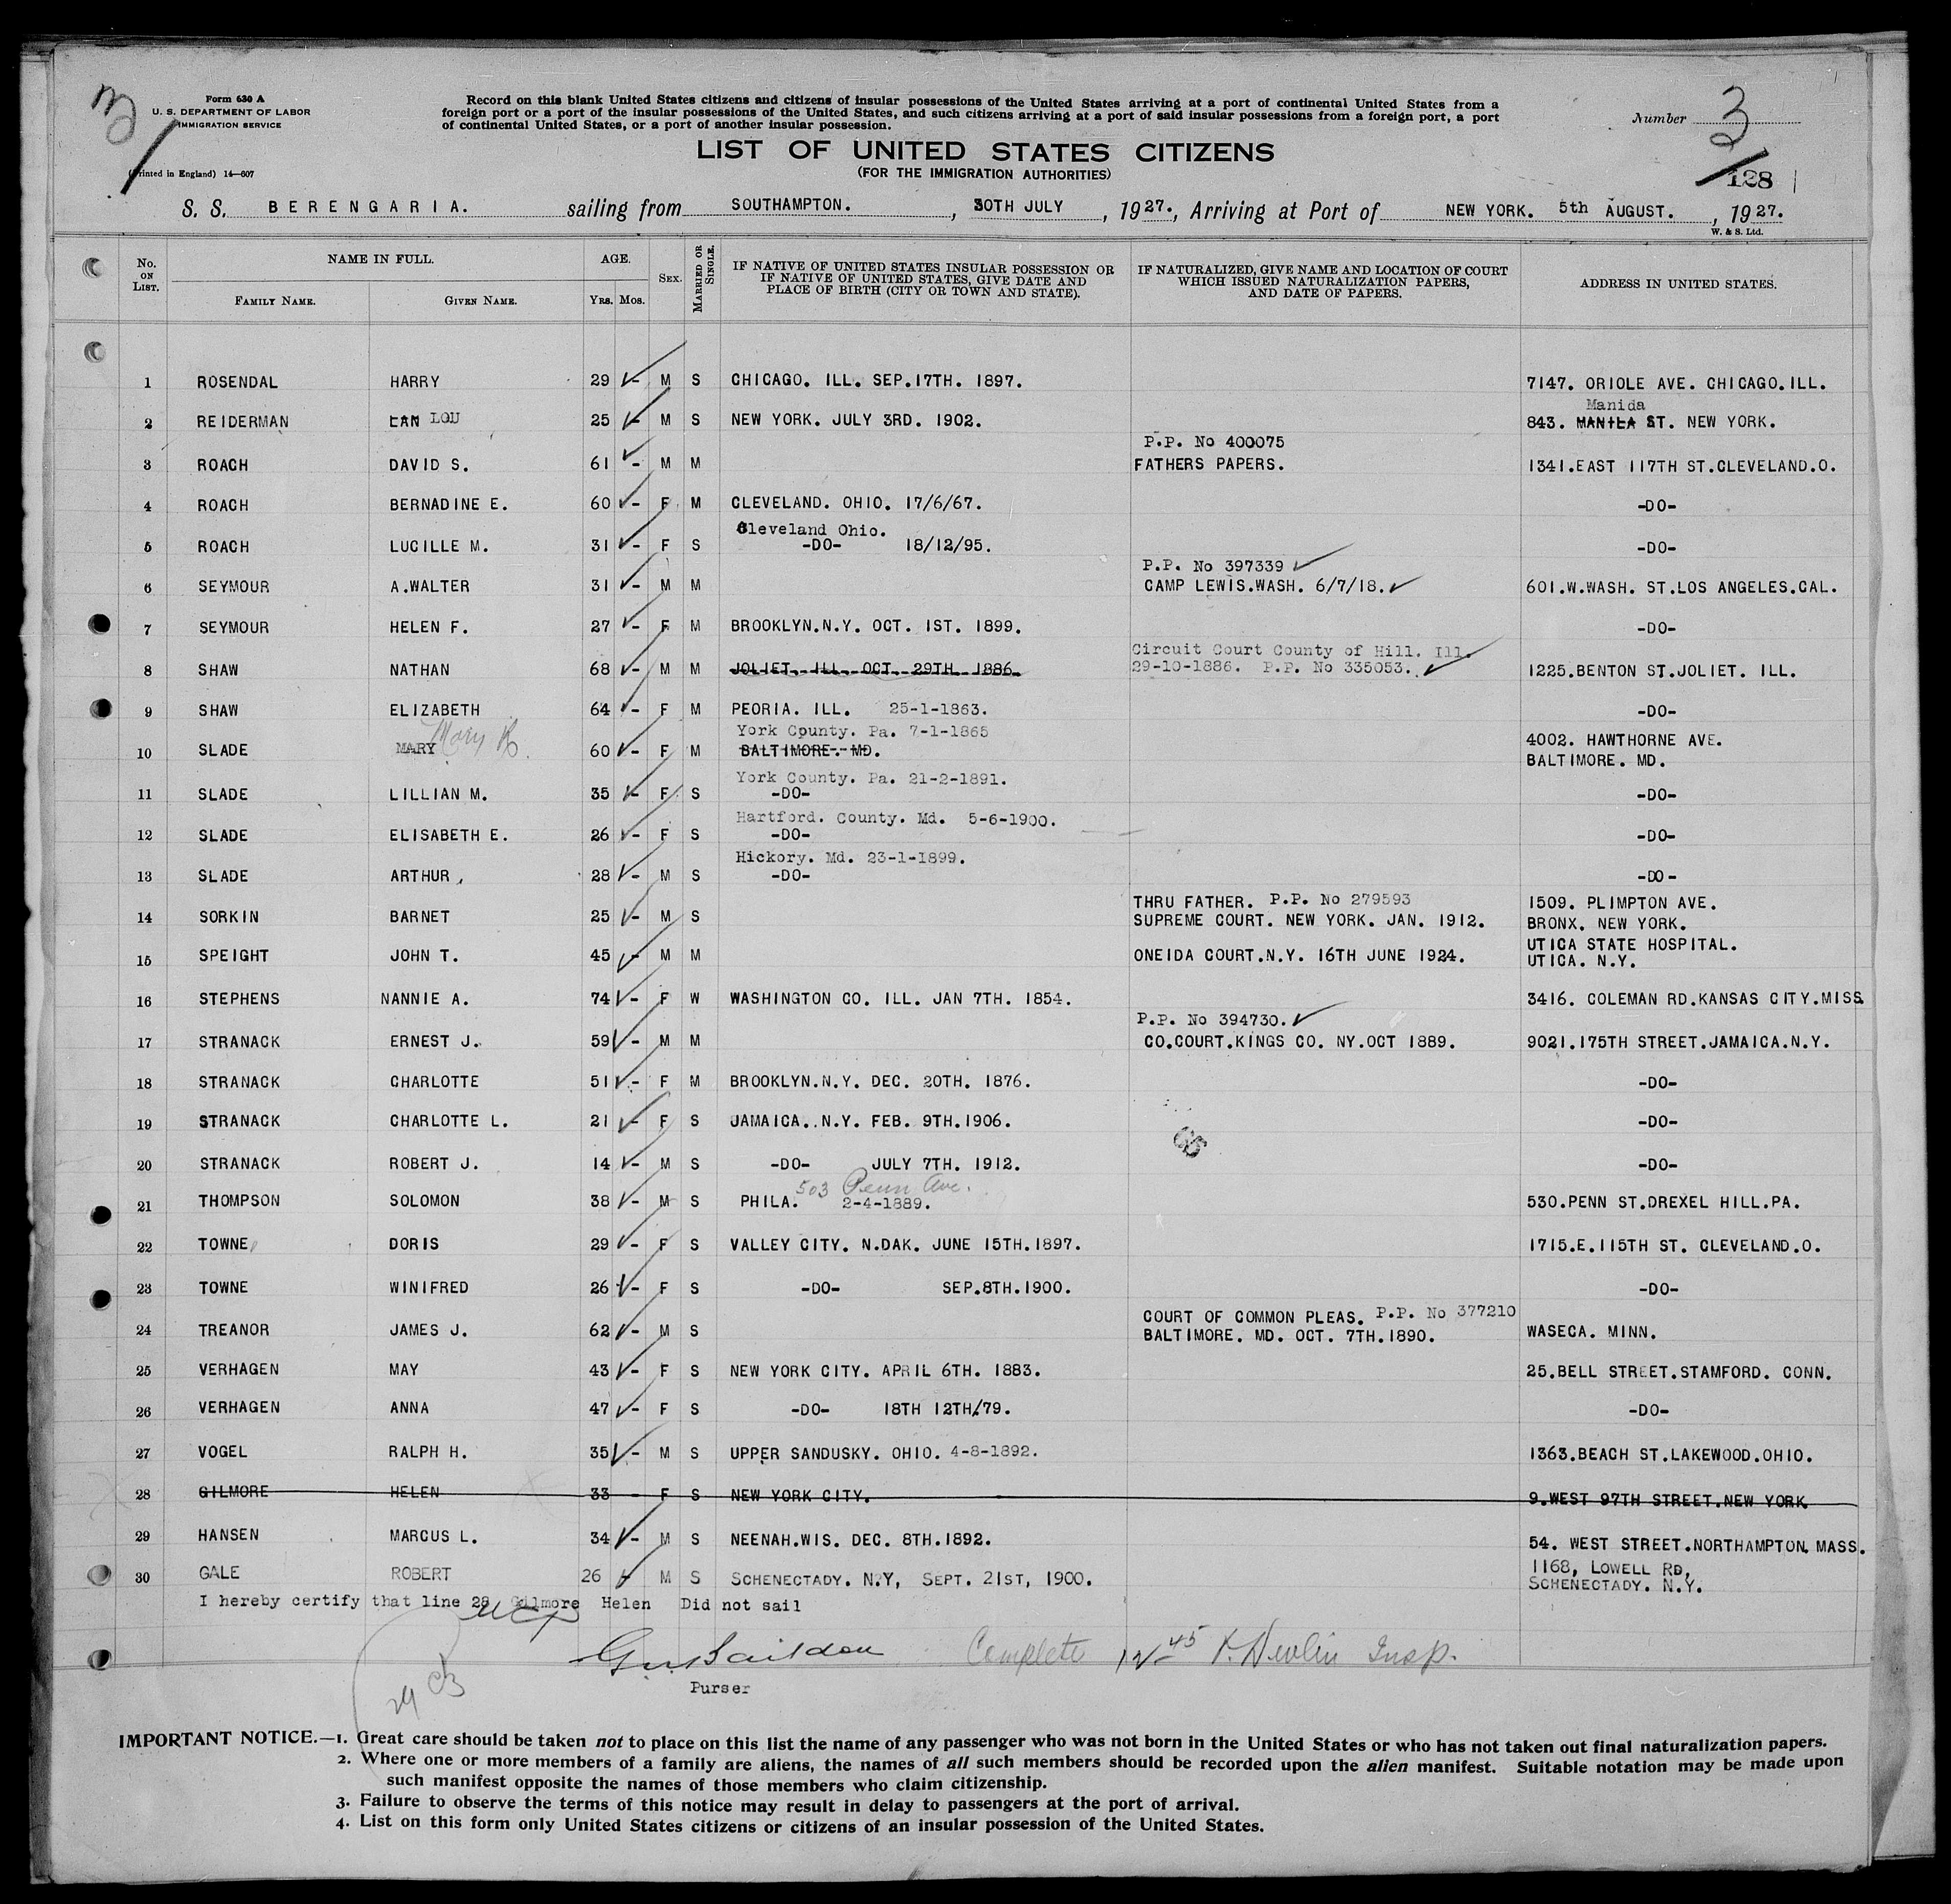 3
Form 630 A
U. S. DEPARTMENT OF LABOR
IMMIGRATION SERVICE
(Printed in England) 14—607
Record on this blank United States citizens and citizens of insular possessions of the United States arriving at a port of continental United States from a
foreign port or a port of the insular possessions of the United States, and such citizens arriving at a port of said insular possessions from a foreign port, a port
of continental United States, or a port of another insular possession.
Number 3
128
LIST OF UNITED STATES CITIZENS
(FOR THE IMMIGRATION AUTHORITIES)
S. S. BERENGARIA. sailing from SOUTHAMPTON. , 30TH JULY , 1927., Arriving at Port of NEW YORK. 5th AUGUST. , 1927.
W. & S. Ltd.
No. ON LIST. NAME IN FULL. AGE. SEX. MARRIED OR SINGLE. IF NATIVE OF UNITED STATES INSULAR POSSESSION OR IF NATIVE OF UNITED STATES, GIVE DATE AND PLACE OF BIRTH (CITY OR TOWN AND STATE). IF NATURALIZED, GIVE NAME AND LOCATION OF COURT WHICH ISSUED NATURALIZATION PAPERS, AND DATE OF PAPERS. ADDRESS IN UNITED STATES.
FAMILY NAME. GIVEN NAME. YRS. MOS.
1 ROSENDAL HARRY 29 - M S CHICAGO. ILL. SEP.17TH. 1897. 7147. ORIOLE AVE. CHICAGO.ILL.
Manida
2 REIDERMAN LAN LOU 25 - M S NEW YORK. JULY 3RD. 1902. 843. MANILA ST. NEW YORK.
P.P. No 400075
3 ROACH DAVID S. 61 - M M FATHERS PAPERS. 1341.EAST 117TH ST.CLEVELAND.O.
4 ROACH BERNADINE E. 60 - F M CLEVELAND. OHIO. 17/6/67. -DO-
Cleveland Ohio.
5 ROACH LUCILLE M. 31 - F S -DO- 18/12/95. -DO-
P.P. No 397339
6 SEYMOUR A.WALTER 31 - M M CAMP LEWIS.WASH. 6/7/18. 601.W.WASH. ST.LOS ANGELES.CAL.
7 SEYMOUR HELEN F. 27 - F M BROOKLYN.N.Y. OCT. 1ST. 1899. -DO-
Circuit Court County of Hill. Ill.
8 SHAW NATHAN 68 - M M JOLIET. ILL. OCT. 29TH. 1886. 29-10-1886. P.P. No 335053. 1225.BENTON ST.JOLIET. ILL.
9 SHAW ELIZABETH 64 - F M PEORIA. ILL. 25-1-1863. -DO-
Mary K. York County. Pa. 7-1-1865
10 SLADE MARY 60 - F M BALTIMORE. MD. 4002. HAWTHORNE AVE.
BALTIMORE. MD.
York County. Pa. 21-2-1891.
11 SLADE LILLIAN M. 35 - F S -DO- -DO-
Hartford. County. Md. 5-6-1900.
12 SLADE ELISABETH E. 26 - F S -DO- -DO-
Hickory. Md. 23-1-1899.
13 SLADE ARTHUR 28 - M S -DO- -DO-
THRU FATHER. P.P. No 279593 1509. PLIMPTON AVE.
14 SORKIN BARNET 25 - M S SUPREME COURT. NEW YORK. JAN. 1912. BRONX. NEW YORK.
UTICA STATE HOSPITAL.
15 SPEIGHT JOHN T. 45 - M M ONEIDA COURT.N.Y. 16TH JUNE 1924. UTICA. N.Y.
16 STEPHENS NANNIE A. 74 - F W WASHINGTON CO. ILL. JAN 7TH. 1854. 3416. COLEMAN RD.KANSAS CITY.MISS.
P.P. No 394730.
17 STRANACK ERNEST J. 59 - M M CO.COURT.KINGS CO. NY.OCT 1889. 9021.175TH STREET.JAMAICA.N.Y.
18 STRANACK CHARLOTTE 51 - F M BROOKLYN.N.Y. DEC. 20TH. 1876. -DO-
19 STRANACK CHARLOTTE L. 21 - F S JAMAICA. N.Y. FEB. 9TH.1906. -DO-
20 STRANACK ROBERT J. 14 - M S -DO- JULY 7TH. 1912. -DO-
503 Penn Ave.
21 THOMPSON SOLOMON 38 - M S PHILA. 2-4-1889. 530.PENN ST.DREXEL HILL.PA.
22 TOWNE DORIS 29 - F S VALLEY CITY. N.DAK. JUNE 15TH.1897. 1715.E.115TH ST. CLEVELAND.O.
23 TOWNE WINIFRED 26 - F S -DO- SEP.8TH.1900. -DO-
COURT OF COMMON PLEAS. P.P. No 377210
24 TREANOR JAMES J. 62 - M S BALTIMORE. MD. OCT. 7TH.1890. WASECA. MINN.
25 VERHAGEN MAY 43 - F S NEW YORK CITY. APRIL 6TH. 1883. 25.BELL STREET.STAMFORD. CONN.
26 VERHAGEN ANNA 47 - F S -DO- 18TH 12TH/79. -DO-
27 VOGEL RALPH H. 35 - M S UPPER SANDUSKY. OHIO. 4-8-1892. 1363.BEACH ST.LAKEWOOD.OHIO.
28 GILMORE HELEN 33 - F S NEW YORK CITY. 9.WEST 97TH STREET.NEW YORK
29 HANSEN MARCUS L. 34 - M S NEENAH.WIS. DEC. 8TH.1892. 54. WEST STREET.NORTHAMPTON. MASS.
30 GALE ROBERT 26 - M S SCHENECTADY. N.Y, SEPT. 21ST, 1900. 1168, LOWELL RD,
SCHENECTADY. N.Y.
I hereby certify that line 28 Gilmore Helen Did not sail
Complete Insp.
Purser
IMPORTANT NOTICE.—1. Great care should be taken not to place on this list the name of any passenger who was not born in the United States or who has not taken out final naturalization papers.
2. Where one or more members of a family are aliens, the names of all such members should be recorded upon the alien manifest. Suitable notation may be made upon
such manifest opposite the names of those members who claim citizenship.
3. Failure to observe the terms of this notice may result in delay to passengers at the port of arrival.
4. List on this form only United States citizens or citizens of an insular possession of the United States.